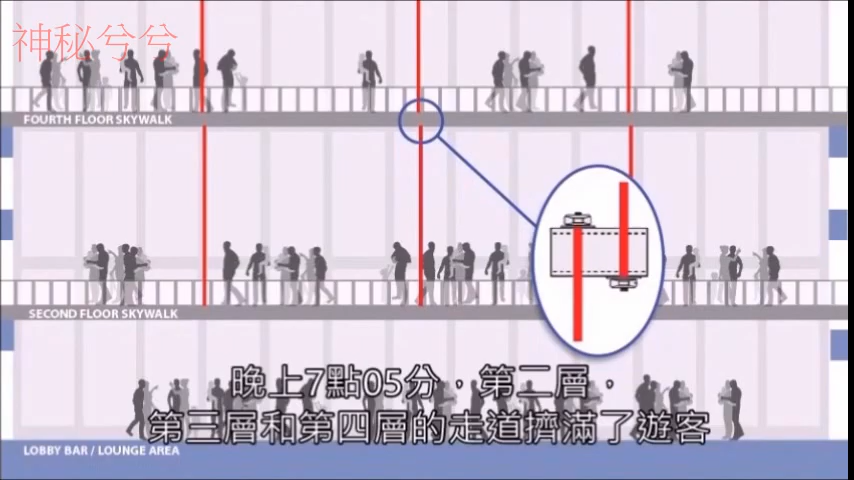 神秘兮兮
FOURTH FLOOR SKYWALK
SECOND FLOOR SKYWALK
晚上7點05分，第二層，
第三層和第四層的走道擠滿了遊客
LOBBY BAR / LOUNGE AREA